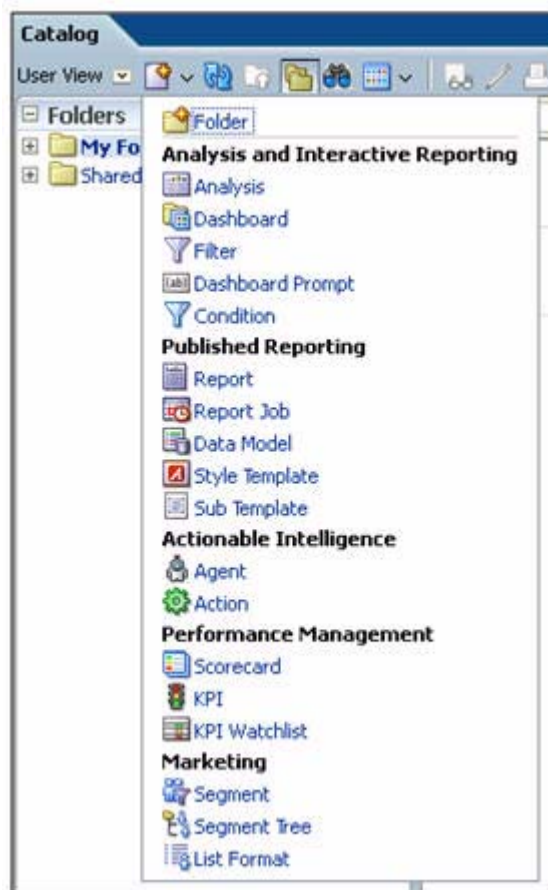 Catalog
User View
Folders
My Fo
Shared
Folder
Analysis and Interactive Reporting
Analysis
Dashboard
Filter
Dashboard Prompt
Condition
Published Reporting
Report
Report Job
Data Model
Style Template
Sub Template
Actionable Intelligence
Agent
Action
Performance Management
Scorecard
KPI
KPI Watchlist
Marketing
Segment
Segment Tree
List Format